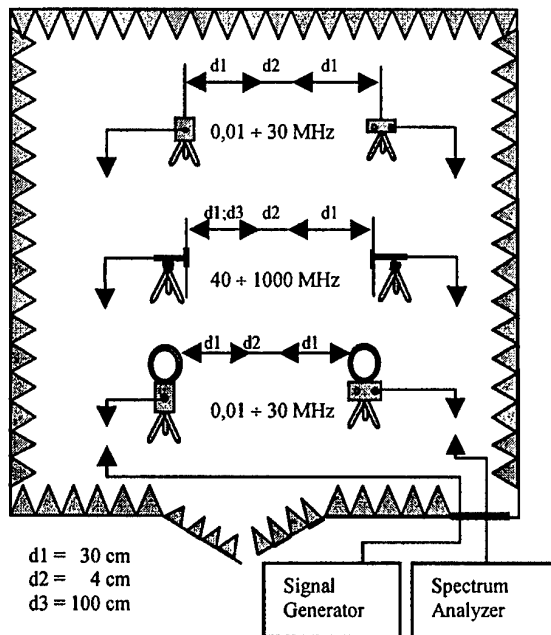 d1 d2 d1
0,01 ÷ 30 MHz
d1;d3 d2 d1
40 ÷ 1000 MHz
d1 d2 d1
0,01 ÷ 30 MHz
d1 = 30 cm
d2 = 4 cm
d3 = 100 cm
Signal
Generator
Spectrum
Analyzer